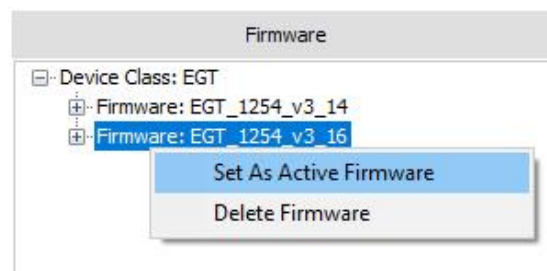 Firmware
Device Class: EGT
Firmware: EGT_1254_v3_14
Firmware: EGT_1254_v3_16
Set As Active Firmware
Delete Firmware